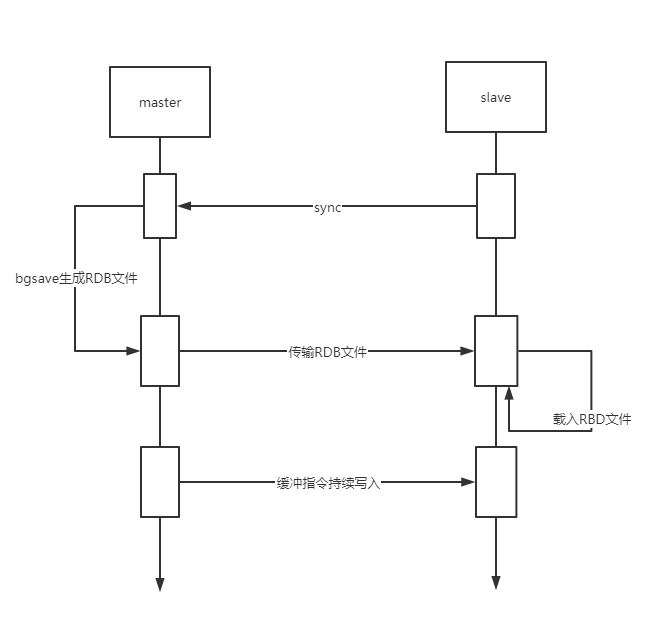 master
slave
sync
bgsave生成RDB文件
传输RDB文件
载入RBD文件
缓冲指令持续写入